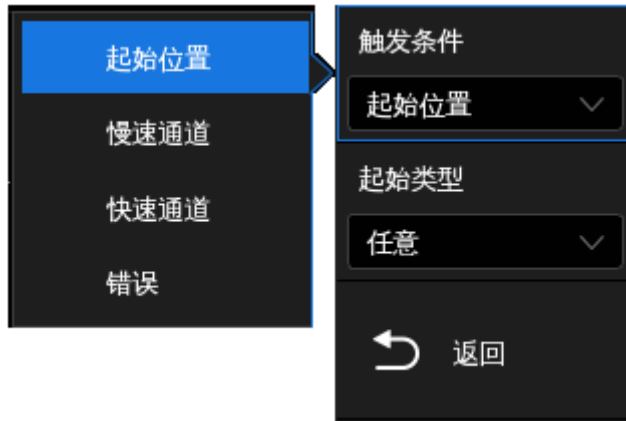 起始位置
慢速通道
快速通道
错误
触发条件
起始位置
起始类型
任意
返回